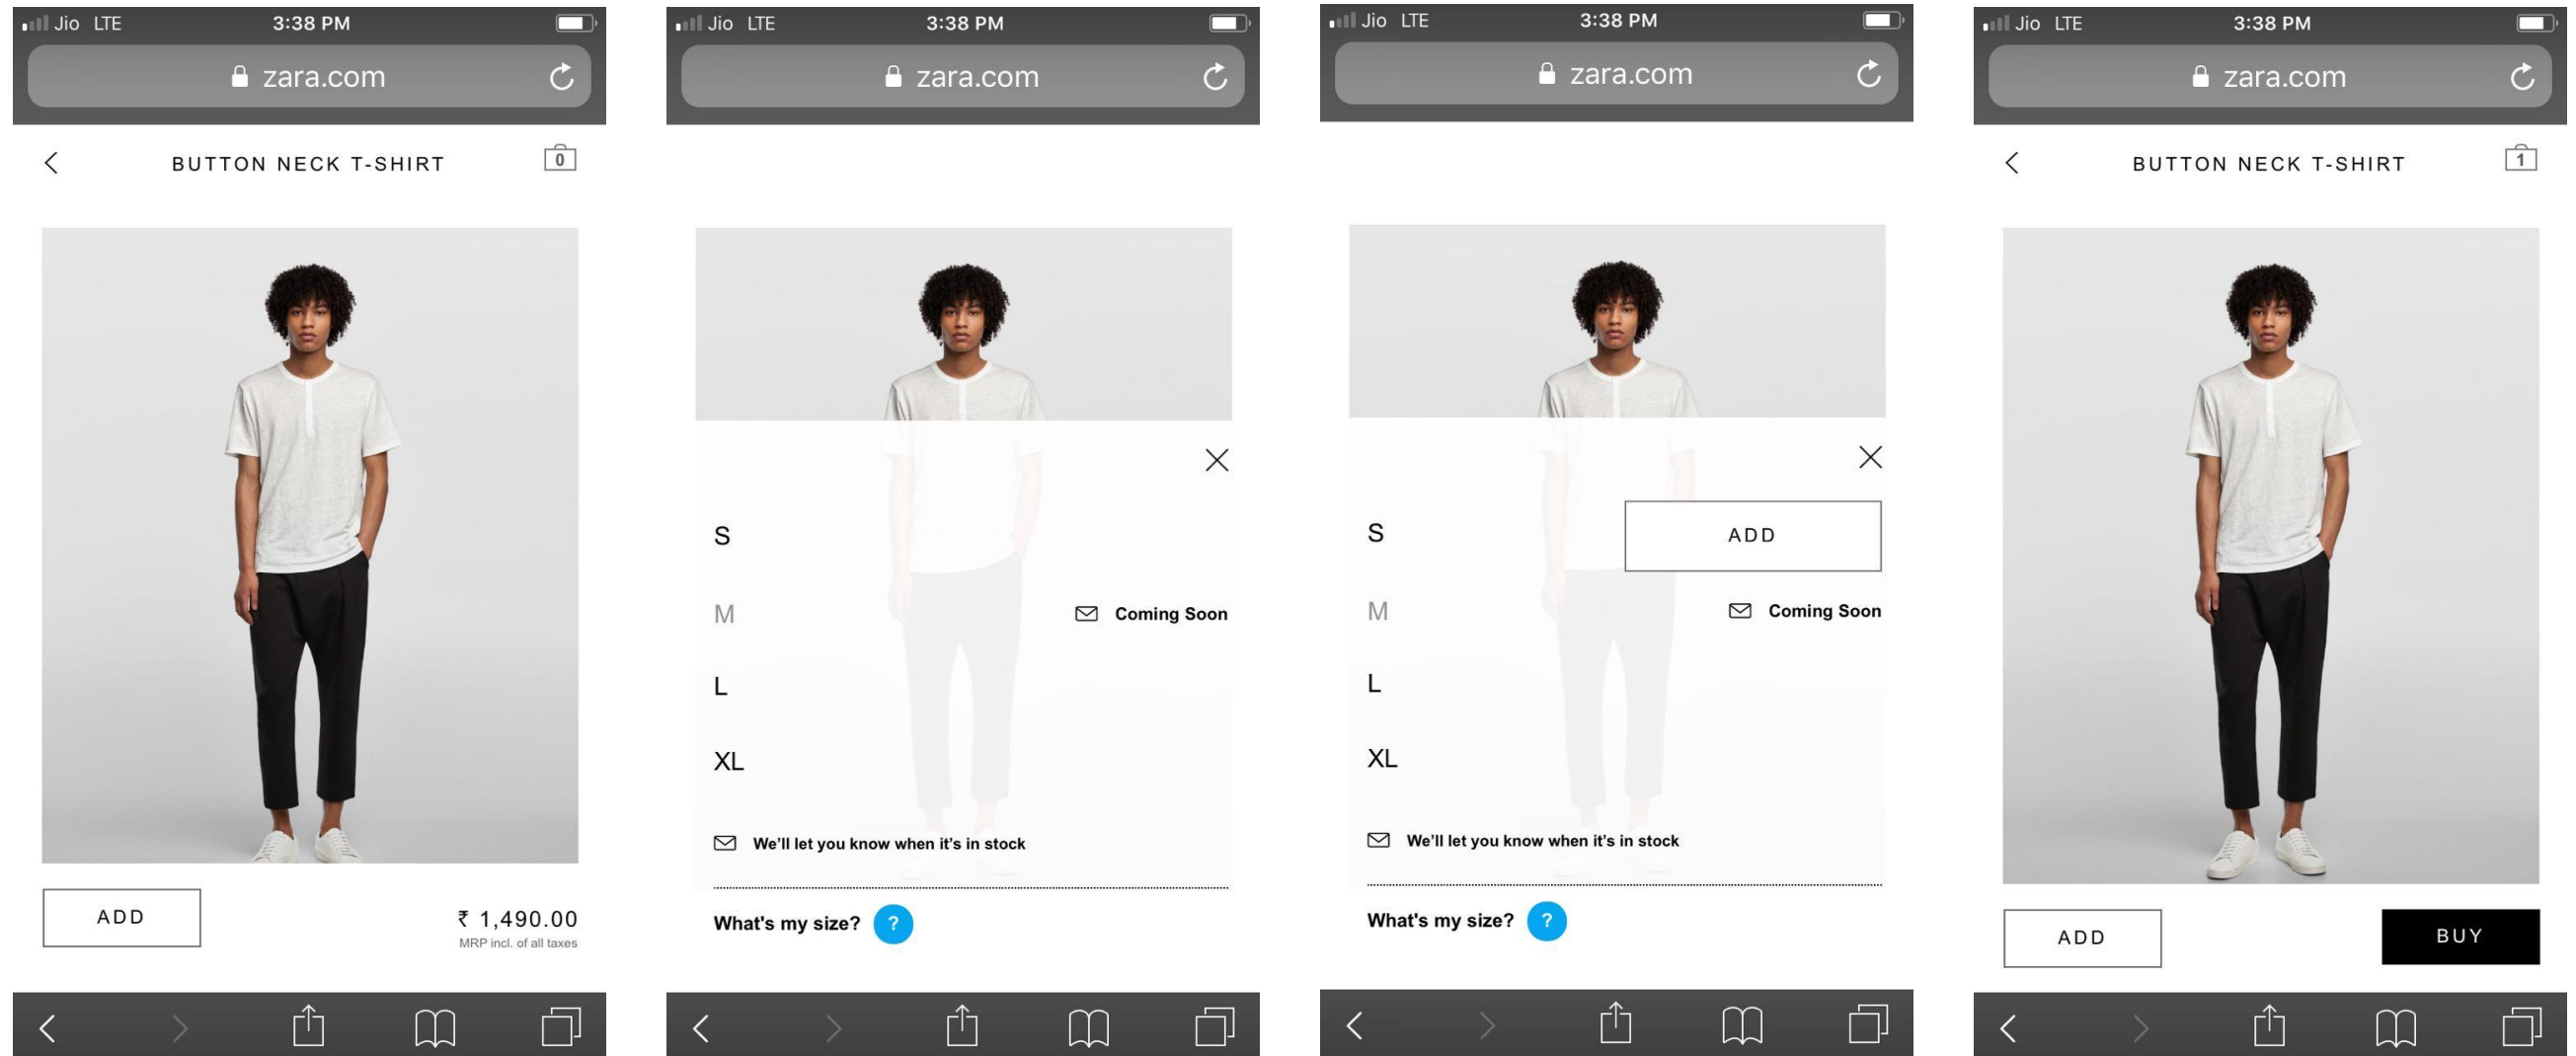 Jio LTE 3:38 PM
zara.com
BUTTON NECK T-SHIRT 0
ADD ₹ 1,490.00
MRP incl. of all taxes
Jio LTE 3:38 PM
zara.com
S
M Coming Soon
L
XL
We'll let you know when it's in stock
What's my size? ?
Jio LTE 3:38 PM
zara.com
S ADD
M Coming Soon
L
XL
We'll let you know when it's in stock
What's my size? ?
Jio LTE 3:38 PM
zara.com
BUTTON NECK T-SHIRT 1
ADD BUY